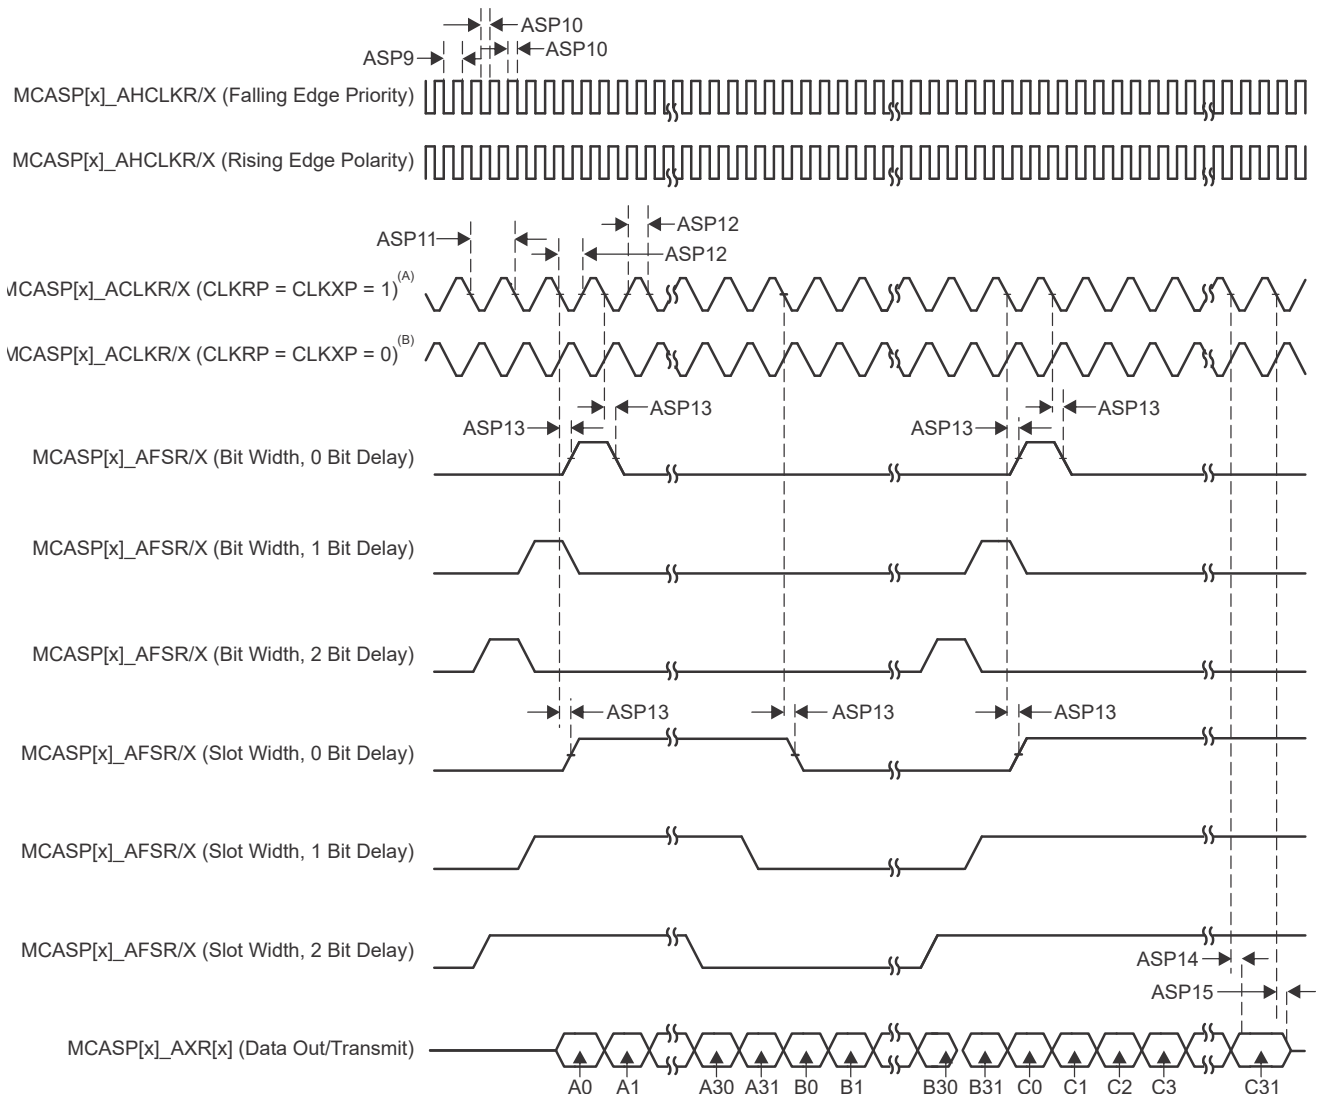 ASP10
ASP9 ASP10
MCASP[x]_AHCLKR/X (Falling Edge Priority)
MCASP[x]_AHCLKR/X (Rising Edge Polarity)
ASP12
ASP11 ASP12
MCASP[x]_ACLKR/X (CLKRP = CLKXP = 1)(A)
MCASP[x]_ACLKR/X (CLKRP = CLKXP = 0)(B)
ASP13 ASP13
ASP13 ASP13
MCASP[x]_AFSR/X (Bit Width, 0 Bit Delay)
MCASP[x]_AFSR/X (Bit Width, 1 Bit Delay)
MCASP[x]_AFSR/X (Bit Width, 2 Bit Delay)
ASP13 ASP13 ASP13
MCASP[x]_AFSR/X (Slot Width, 0 Bit Delay)
MCASP[x]_AFSR/X (Slot Width, 1 Bit Delay)
MCASP[x]_AFSR/X (Slot Width, 2 Bit Delay)
ASP14
ASP15
MCASP[x]_AXR[x] (Data Out/Transmit)
A0 A1 A30 A31 B0 B1 B30 B31 C0 C1 C2 C3 C31